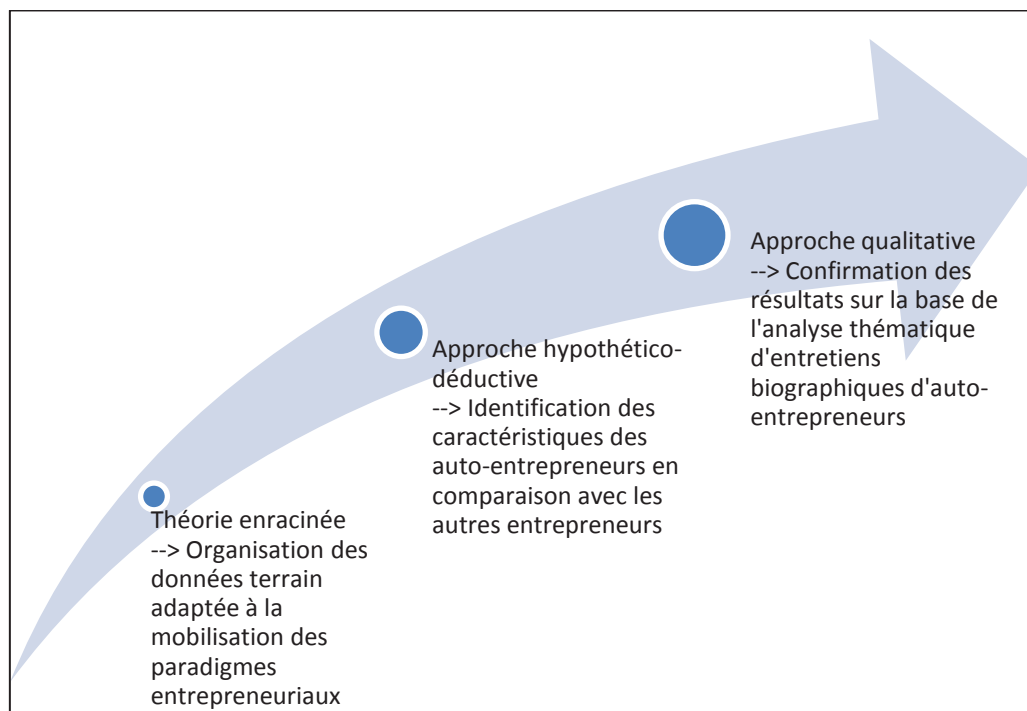 Théorie enracinée
--> Organisation des
données terrain
adaptée à la
mobilisation des
paradigmes
entrepreneuriaux
Approche hypothético-
déductive
--> Identification des
caractéristiques des
auto-entrepreneurs en
comparaison avec les
autres entrepreneurs
Approche qualitative
--> Confirmation des
résultats sur la base de
l'analyse thématique
d'entretiens
biographiques d'auto-
entrepreneurs